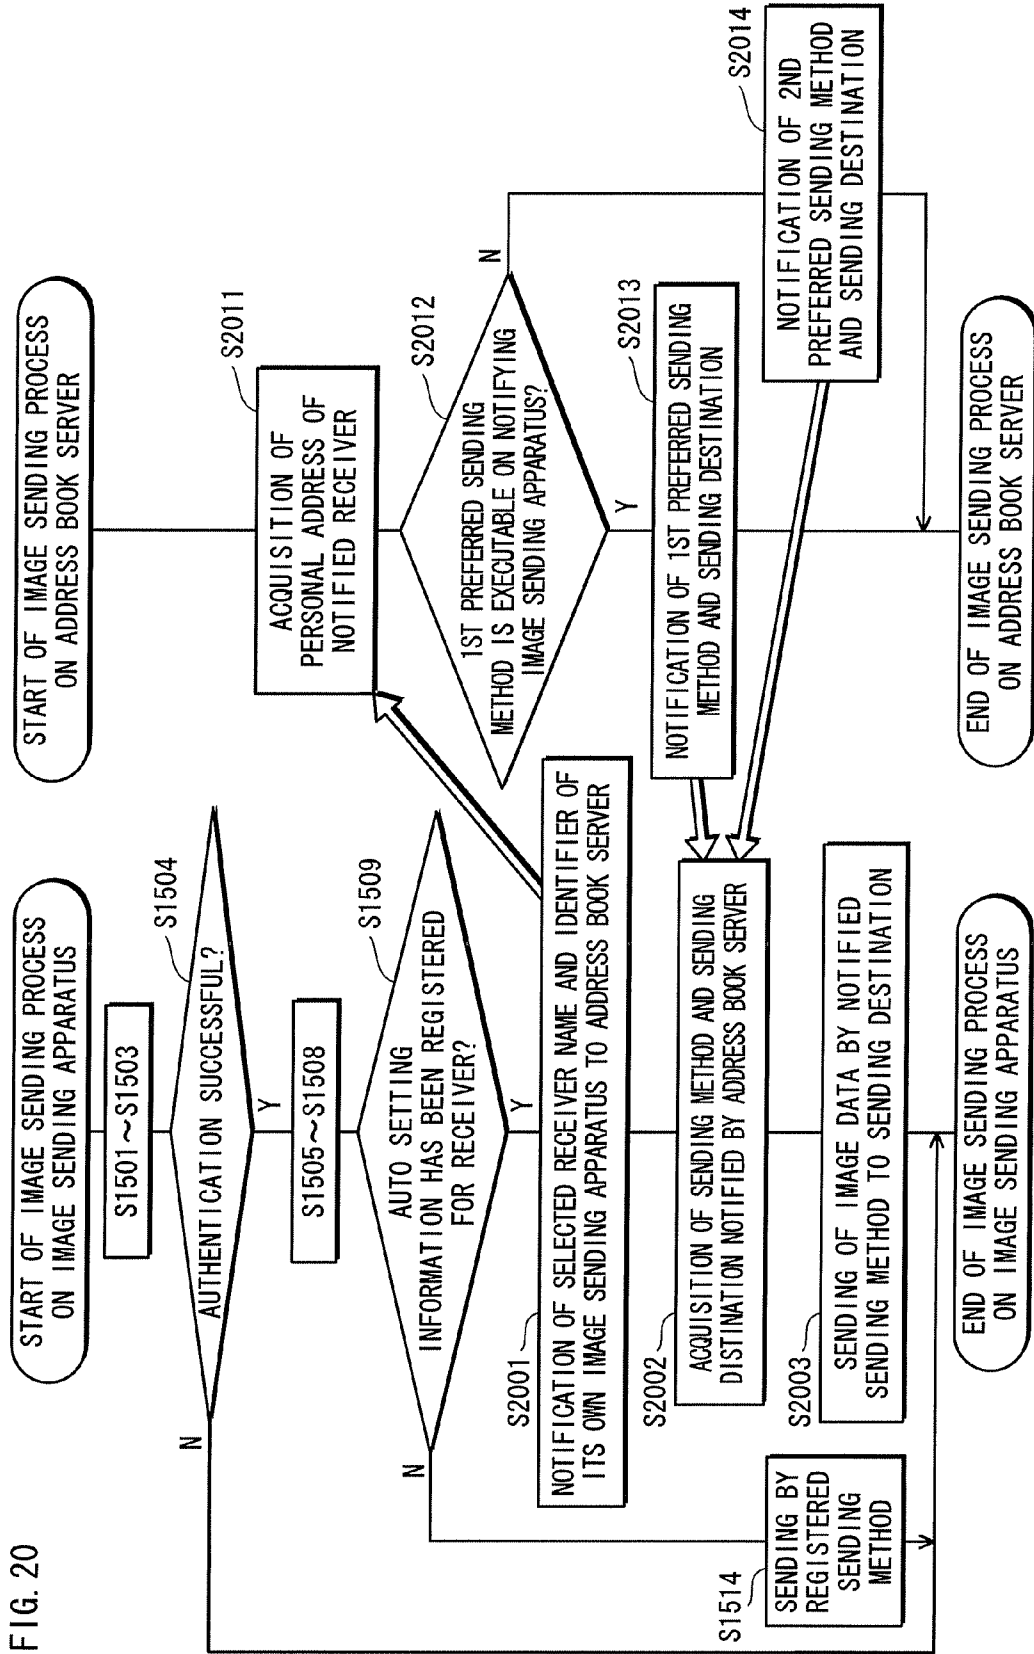 FIG. 20
START OF IMAGE SENDING PROCESS
ON IMAGE SENDING APPARATUS
S1501~S1503
S1504
AUTHENTICATION SUCCESSFUL?
N
Y
S1505~S1508
S1509
AUTO SETTING
INFORMATION HAS BEEN REGISTERED
FOR RECEIVER?
N
Y
S2001
NOTIFICATION OF SELECTED RECEIVER NAME AND IDENTIFIER OF
ITS OWN IMAGE SENDING APPARATUS TO ADDRESS BOOK SERVER
S2002
ACQUISITION OF SENDING METHOD AND SENDING
DISTINATION NOTIFIED BY ADDRESS BOOK SERVER
S2003
SENDING OF IMAGE DATA BY NOTIFIED
SENDING METHOD TO SENDING DESTINATION
S1514
SENDING BY
REGISTERED
SENDING
METHOD
END OF IMAGE SENDING PROCESS
ON IMAGE SENDING APPARATUS
START OF IMAGE SENDING PROCESS
ON ADDRESS BOOK SERVER
S2011
ACQUISITION OF
PERSONAL ADDRESS OF
NOTIFIED RECEIVER
S2012
1ST PREFERRED SENDING
METHOD IS EXECUTABLE ON NOTIFYING
IMAGE SENDING APPARATUS?
N
Y
S2013
NOTIFICATION OF 1ST PREFERRED SENDING
METHOD AND SENDING DESTINATION
S2014
NOTIFICATION OF 2ND
PREFERRED SENDING METHOD
AND SENDING DESTINATION
END OF IMAGE SENDING PROCESS
ON ADDRESS BOOK SERVER